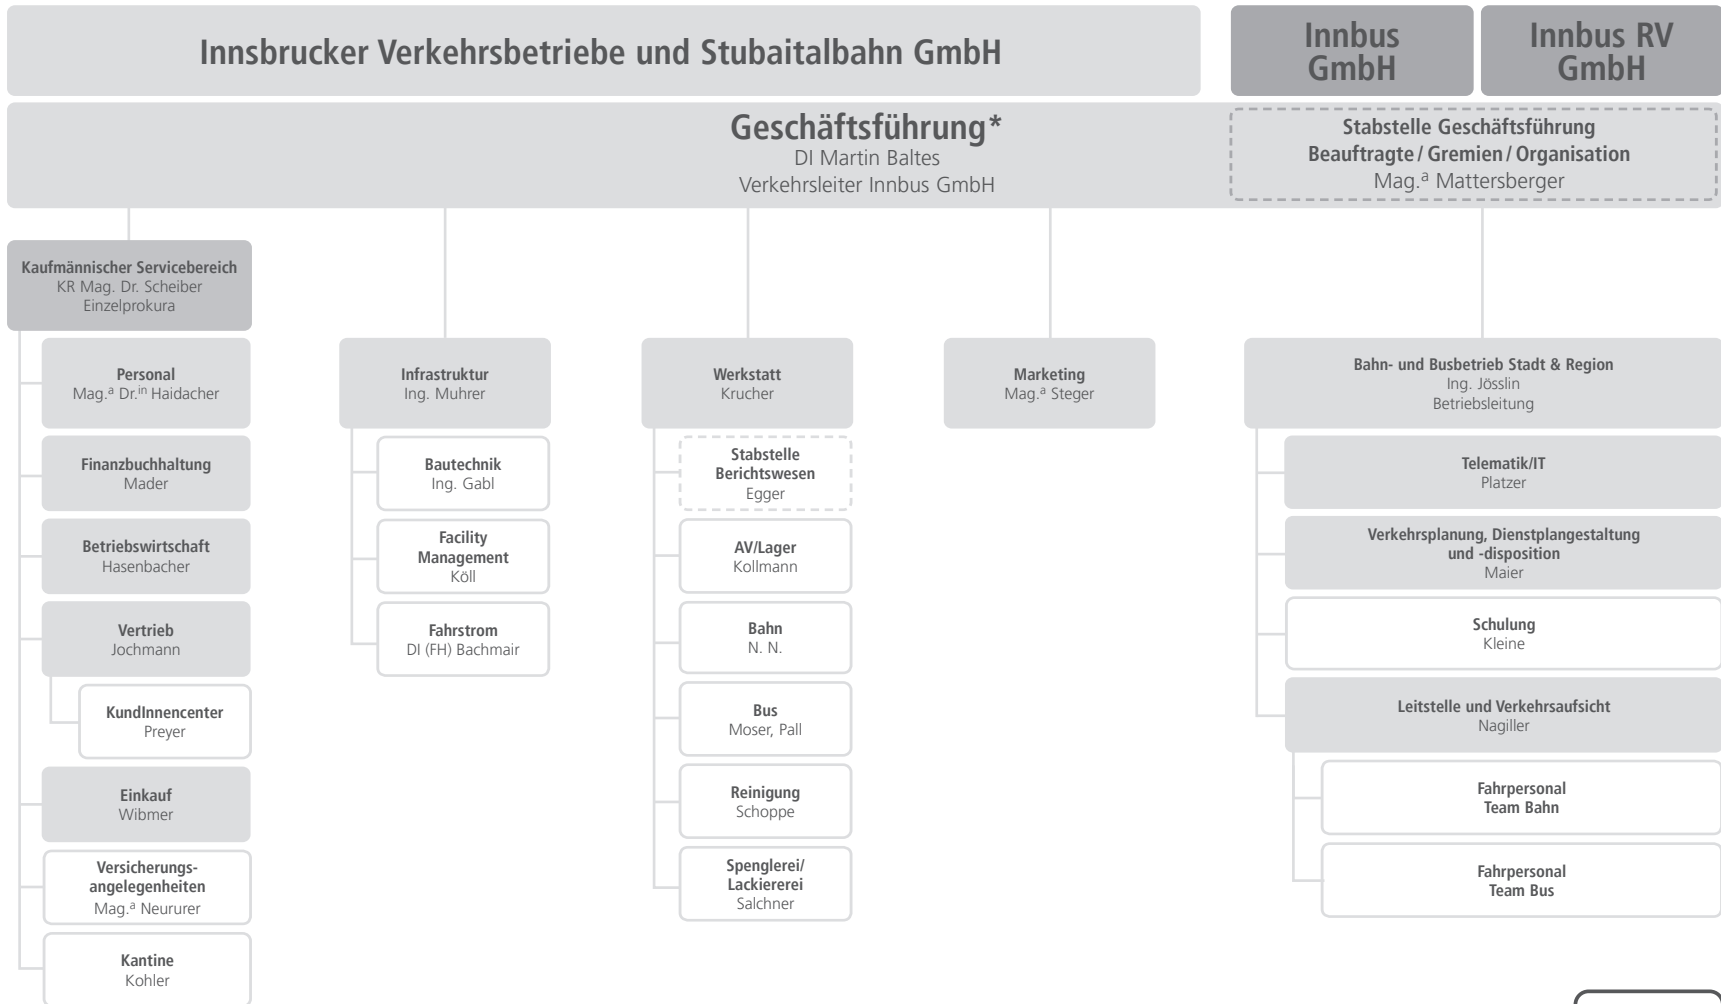 Innsbrucker Verkehrsbetriebe und Stubaitalbahn GmbH
Innbus
GmbH
Innbus RV
GmbH
Geschäftsführung*
DI Martin Baltes
Verkehrsleiter Innbus GmbH
Stabstelle Geschäftsführung
Beauftragte / Gremien / Organisation
Mag.ª Mattersberger
Kaufmännischer Servicebereich
KR Mag. Dr. Scheiber
Einzelprokura
Personal
Mag.ª Dr.ⁱⁿ Haidacher
Finanzbuchhaltung
Mader
Betriebswirtschaft
Hasenbacher
Vertrieb
Jochmann
KundInnencenter
Preyer
Einkauf
Wibmer
Versicherungs-
angelegenheiten
Mag.ª Neururer
Kantine
Kohler
Infrastruktur
Ing. Muhrer
Bautechnik
Ing. Gabl
Facility
Management
Köll
Fahrstrom
DI (FH) Bachmair
Werkstatt
Krucher
Stabstelle
Berichtswesen
Egger
AV/Lager
Kollmann
Bahn
N. N.
Bus
Moser, Pall
Reinigung
Schoppe
Spenglerei/
Lackiererei
Salchner
Marketing
Mag.ª Steger
Bahn- und Busbetrieb Stadt & Region
Ing. Jösslin
Betriebsleitung
Telematik/IT
Platzer
Verkehrsplanung, Dienstplangestaltung
und -disposition
Maier
Schulung
Kleine
Leitstelle und Verkehrsaufsicht
Nagiller
Fahrpersonal
Team Bahn
Fahrpersonal
Team Bus